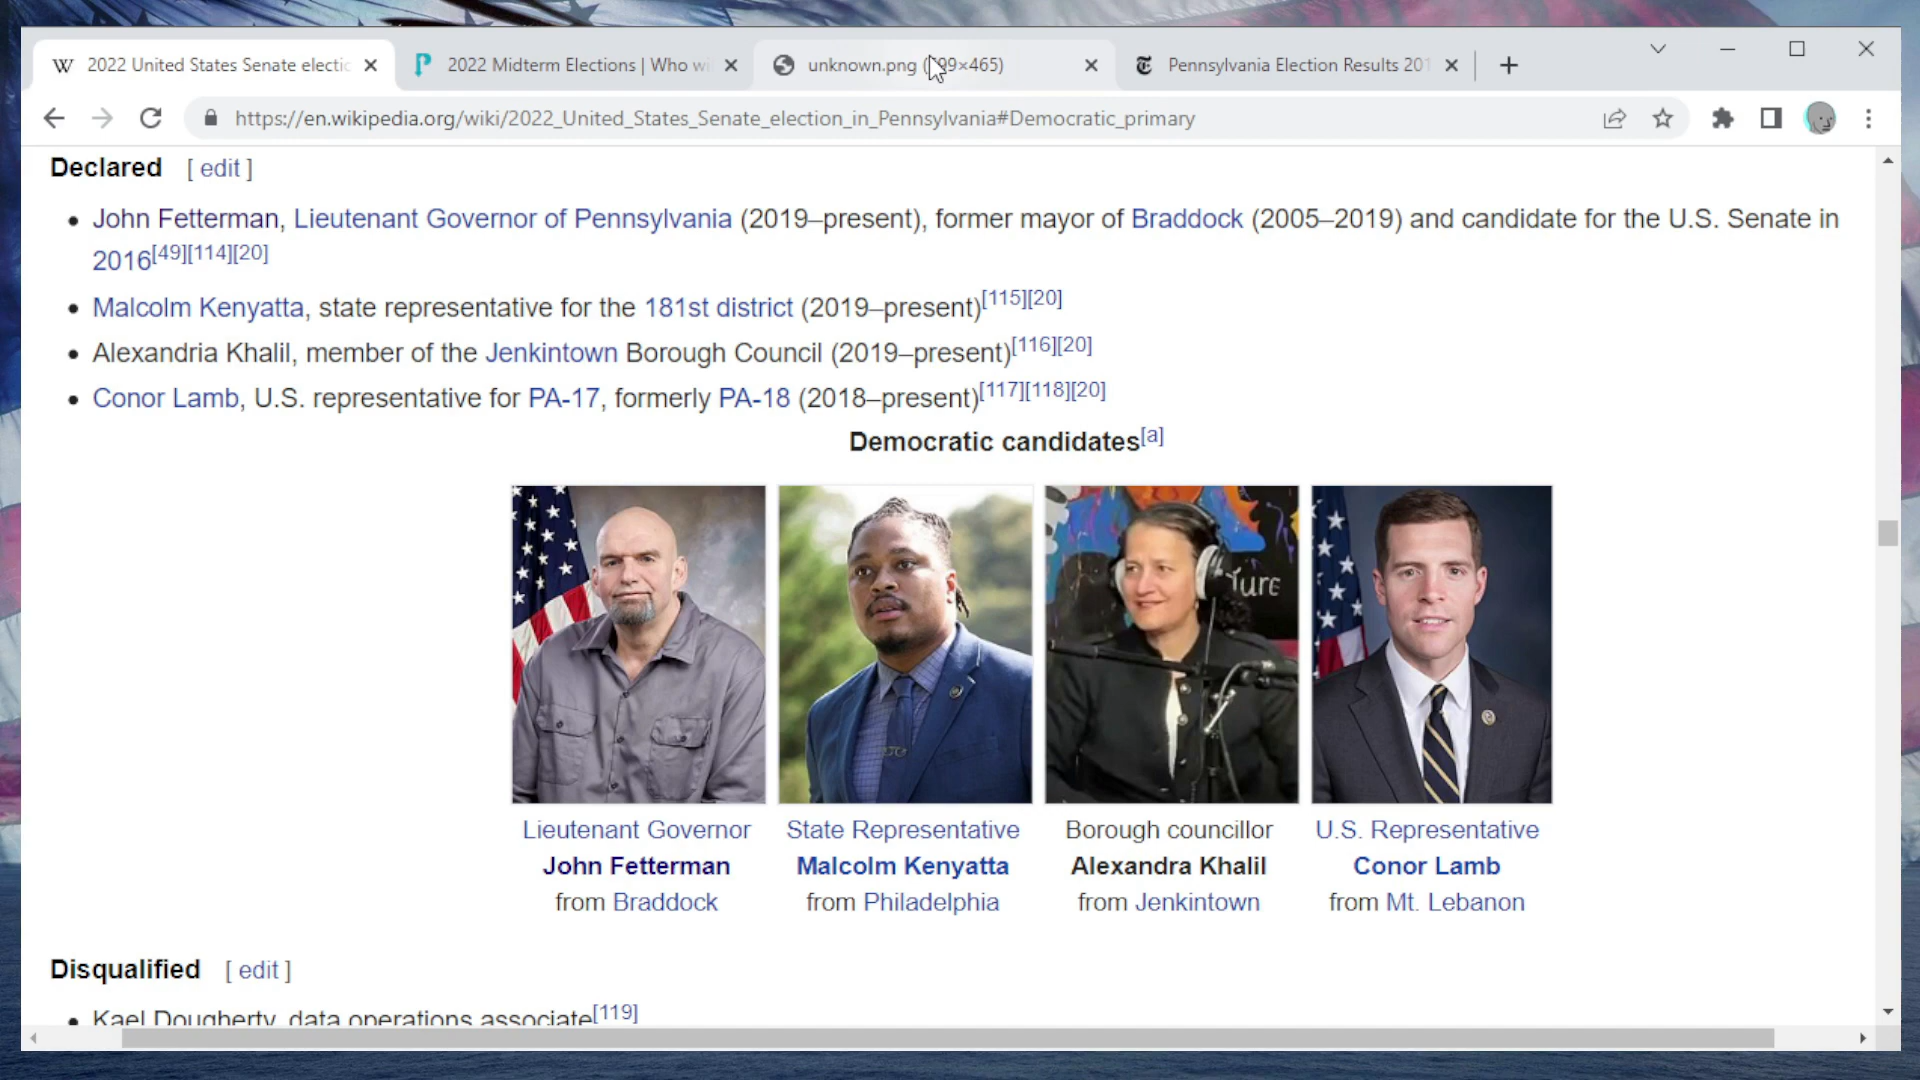 2022 United States Senate electic
2022 Midterm Elections | Who wi
unknown.png ( 99×465)
Pennsylvania Election Results 201
https://en.wikipedia.org/wiki/2022_United_States_Senate_election_in_Pennsylvania#Democratic_primary
Declared [ edit ]
John Fetterman, Lieutenant Governor of Pennsylvania (2019–present), former mayor of Braddock (2005–2019) and candidate for the U.S. Senate in
2016[49][114][20]
Malcolm Kenyatta, state representative for the 181st district (2019–present)[115][20]
Alexandria Khalil, member of the Jenkintown Borough Council (2019–present)[116][20]
Conor Lamb, U.S. representative for PA-17, formerly PA-18 (2018–present)[117][118][20]
Democratic candidates[a]
Ture
Lieutenant Governor State Representative Borough councillor U.S. Representative
John Fetterman Malcolm Kenyatta Alexandra Khalil Conor Lamb
from Braddock from Philadelphia from Jenkintown from Mt. Lebanon
Disqualified [ edit ]
Kael Dougherty, data operations associate[119]